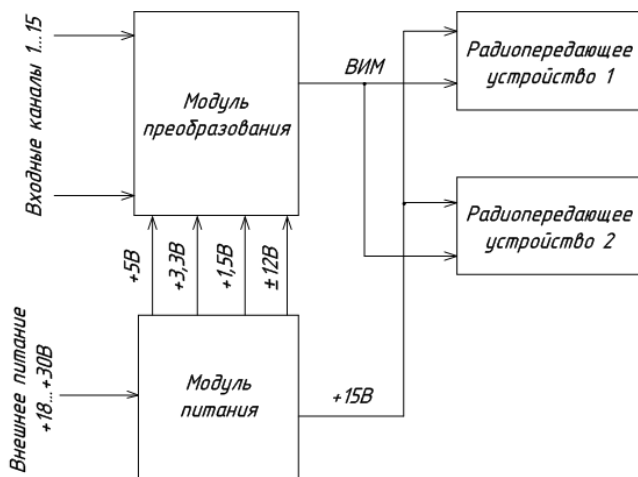 Входные каналы 1...15
Модуль
преобразования
ВИМ
Радиопередающее
устройство 1
Радиопередающее
устройство 2
+5В
+3,3В
+1,5В
±12В
Внешнее питание
+18...+30В
Модуль
питания
+15В